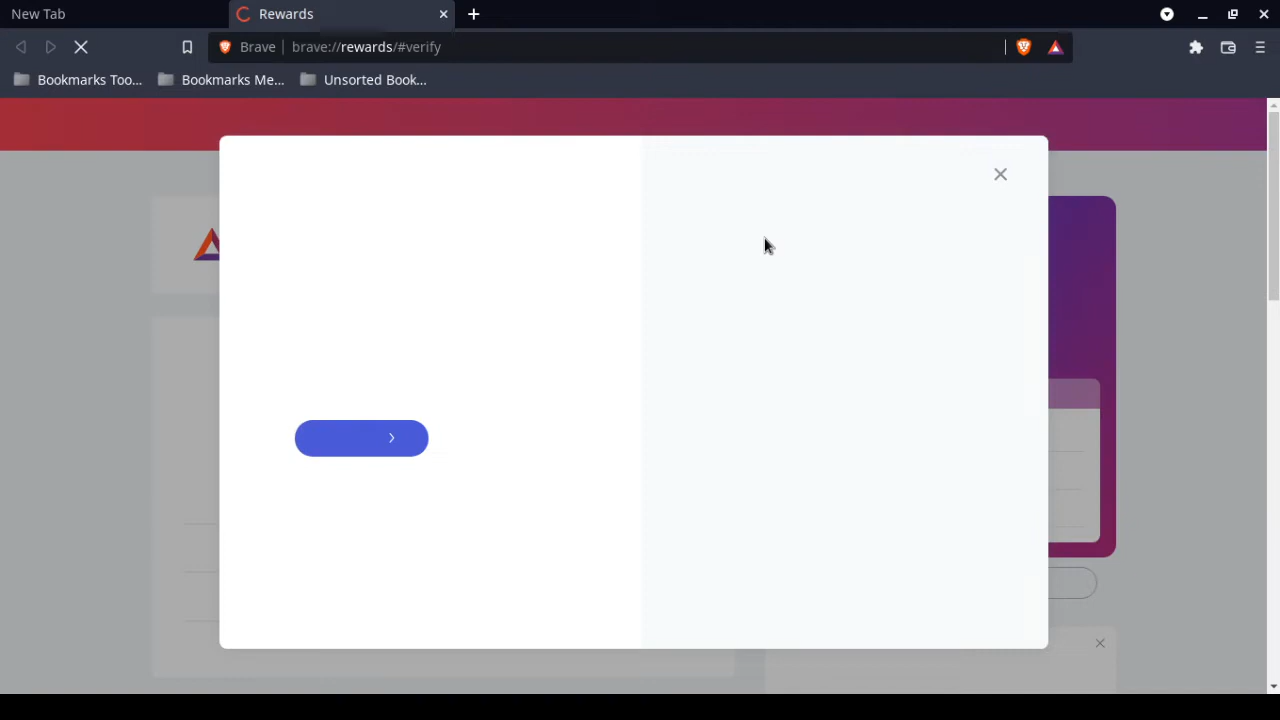 New Tab
Rewards
Brave | brave://rewards/#verify
Bookmarks Too...
Bookmarks Me...
Unsorted Book...